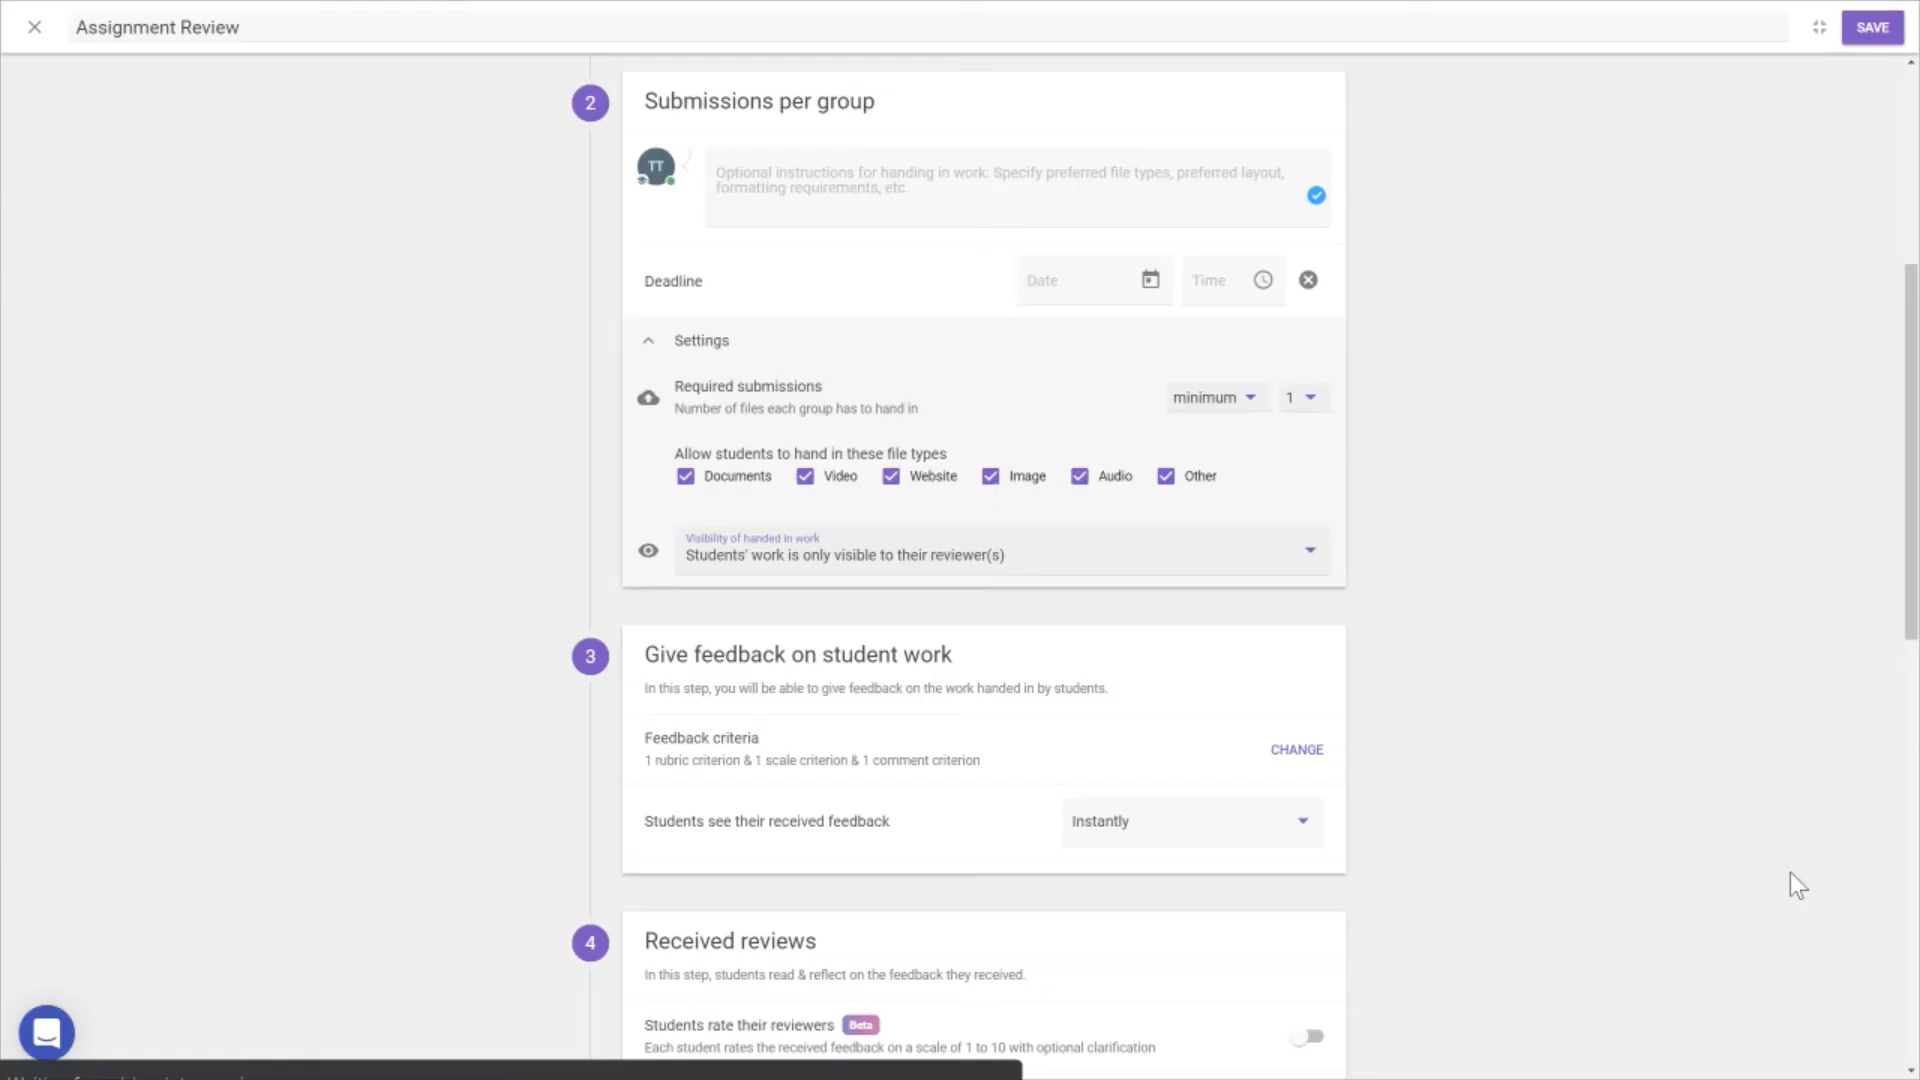 Assignment Review
SAVE
2
Submissions per group
TT
Optional instructions for handing in work: Specify preferred file types, preferred layout,
formatting requirements, etc.
Deadline
Date
Time
Settings
Required submissions
Number of files each group has to hand in
minimum
1
Allow students to hand in these file types
Documents
Video
Website
Image
Audio
Other
Visibility of handed in work
Students' work is only visible to their reviewer(s)
3
Give feedback on student work
In this step, you will be able to give feedback on the work handed in by students.
Feedback criteria
1 rubric criterion & 1 scale criterion & 1 comment criterion
CHANGE
Students see their received feedback
Instantly
4
Received reviews
In this step, students read & reflect on the feedback they received.
Students rate their reviewers
Beta
Each student rates the received feedback on a scale of 1 to 10 with optional clarification